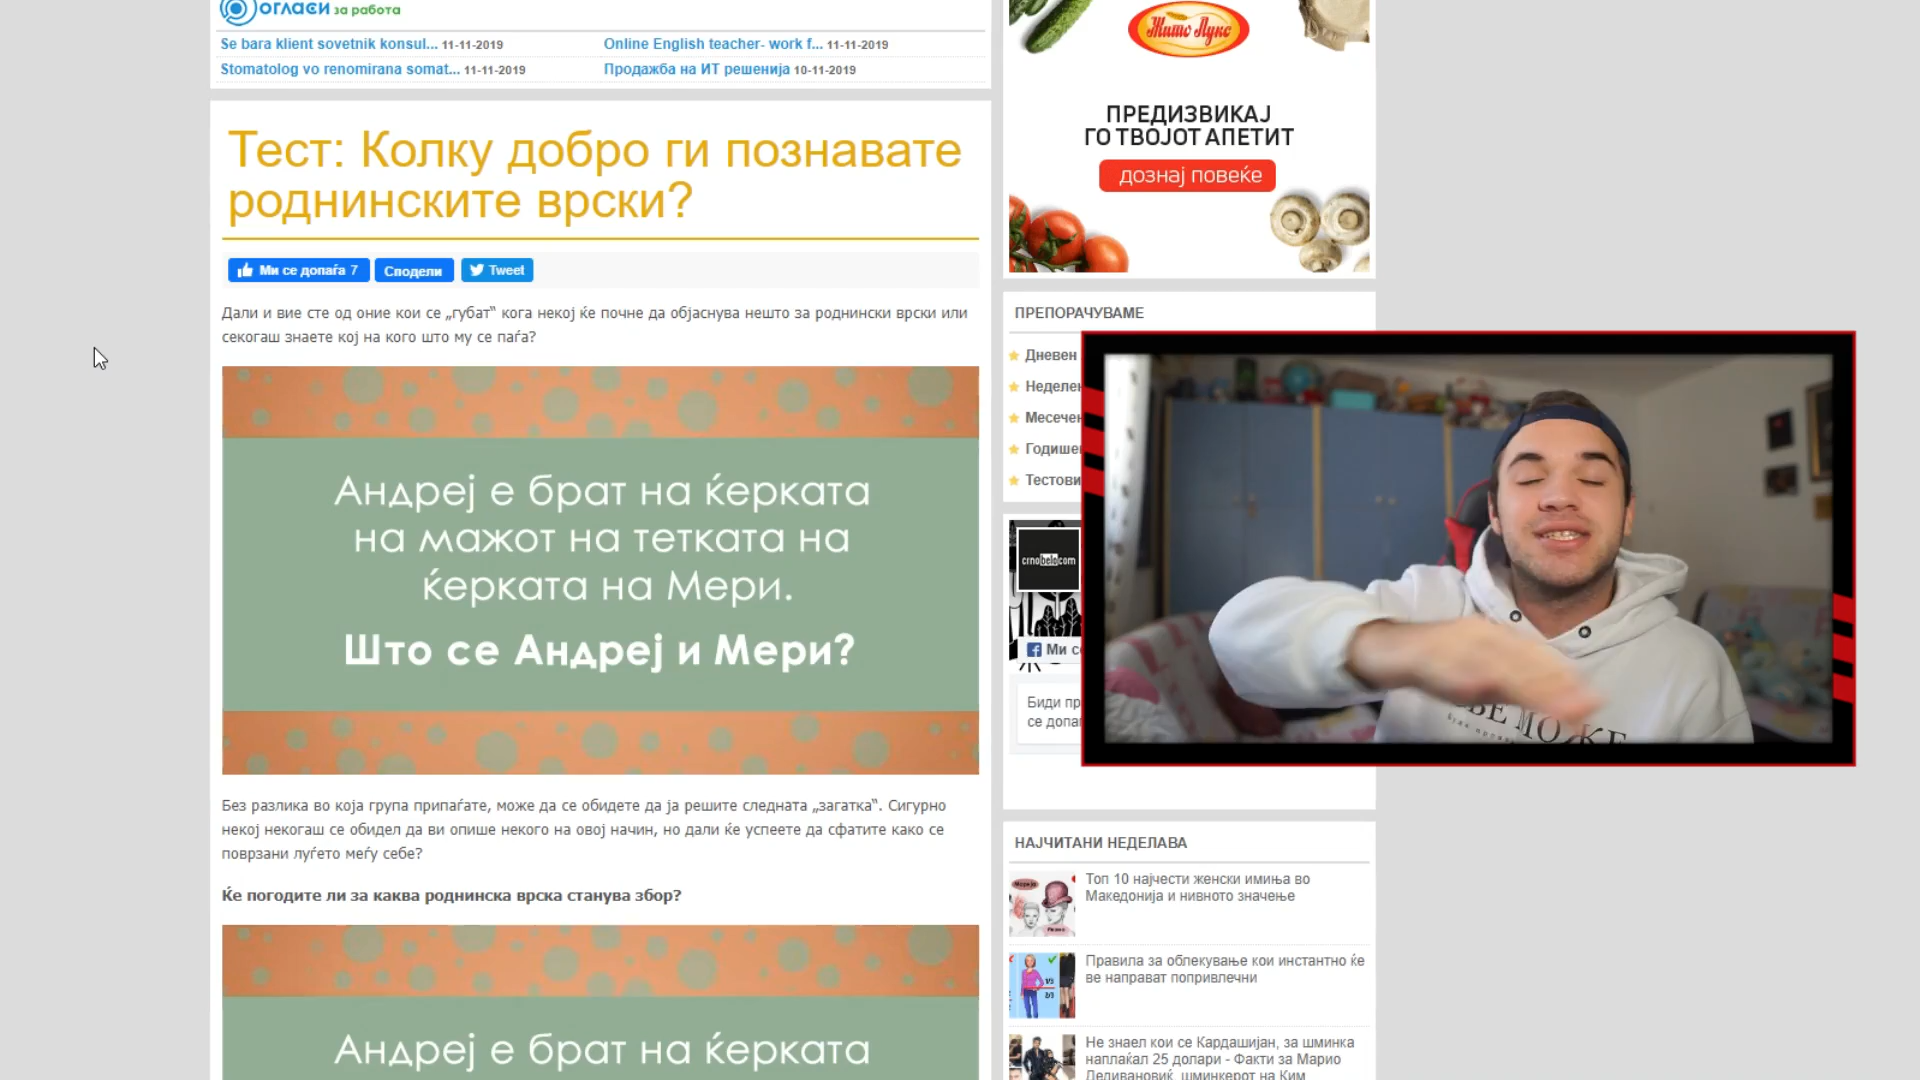 огласи за работа
Se bara klient sovetnik konsul... 11-11-2019
Online English teacher- work f... 11-11-2019
Stomatolog vo renomirana somat... 11-11-2019
Продажба на ИТ решенија 10-11-2019
Тест: Колку добро ги познавате
роднинските врски?
Ми се допаѓа 7
Сподели
Tweet
Дали и вие сте од оние кои се „губат“ кога некој ќе почне да објаснува нешто за роднински врски или
секогаш знаете кој на кого што му се паѓа?
Андреј е брат на ќерката
на мажот на тетката на
ќерката на Мери.
Што се Андреј и Мери?
Без разлика во која група припаѓате, може да се обидете да ја решите следната „загатка“. Сигурно
некој некогаш се обидел да ви опише некого на овој начин, но дали ќе успеете да сфатите како се
поврзани луѓето меѓу себе?
Ќе погодите ли за каква роднинска врска станува збор?
Андреј е брат на ќерката
Жито Лукс
ПРЕДИЗВИКАЈ
ГО ТВОЈОТ АПЕТИТ
дознај повеќе
ПРЕПОРАЧУВАМЕ
Дневен
Неделен
Месечен
Годишен
Тестови
crnobelo.com
Ми се
Биди пр
се допаѓ
МОЖЕ
НАЈЧИТАНИ НЕДЕЛАВА
Топ 10 најчести женски имиња во
Македонија и нивното значење
Правила за облекување кои инстантно ќе
ве направат попривлечни
Не знаел кои се Кардашијан, за шминка
наплаќал 25 долари - Факти за Марио
Дедивановиќ, шминкерот на Ким